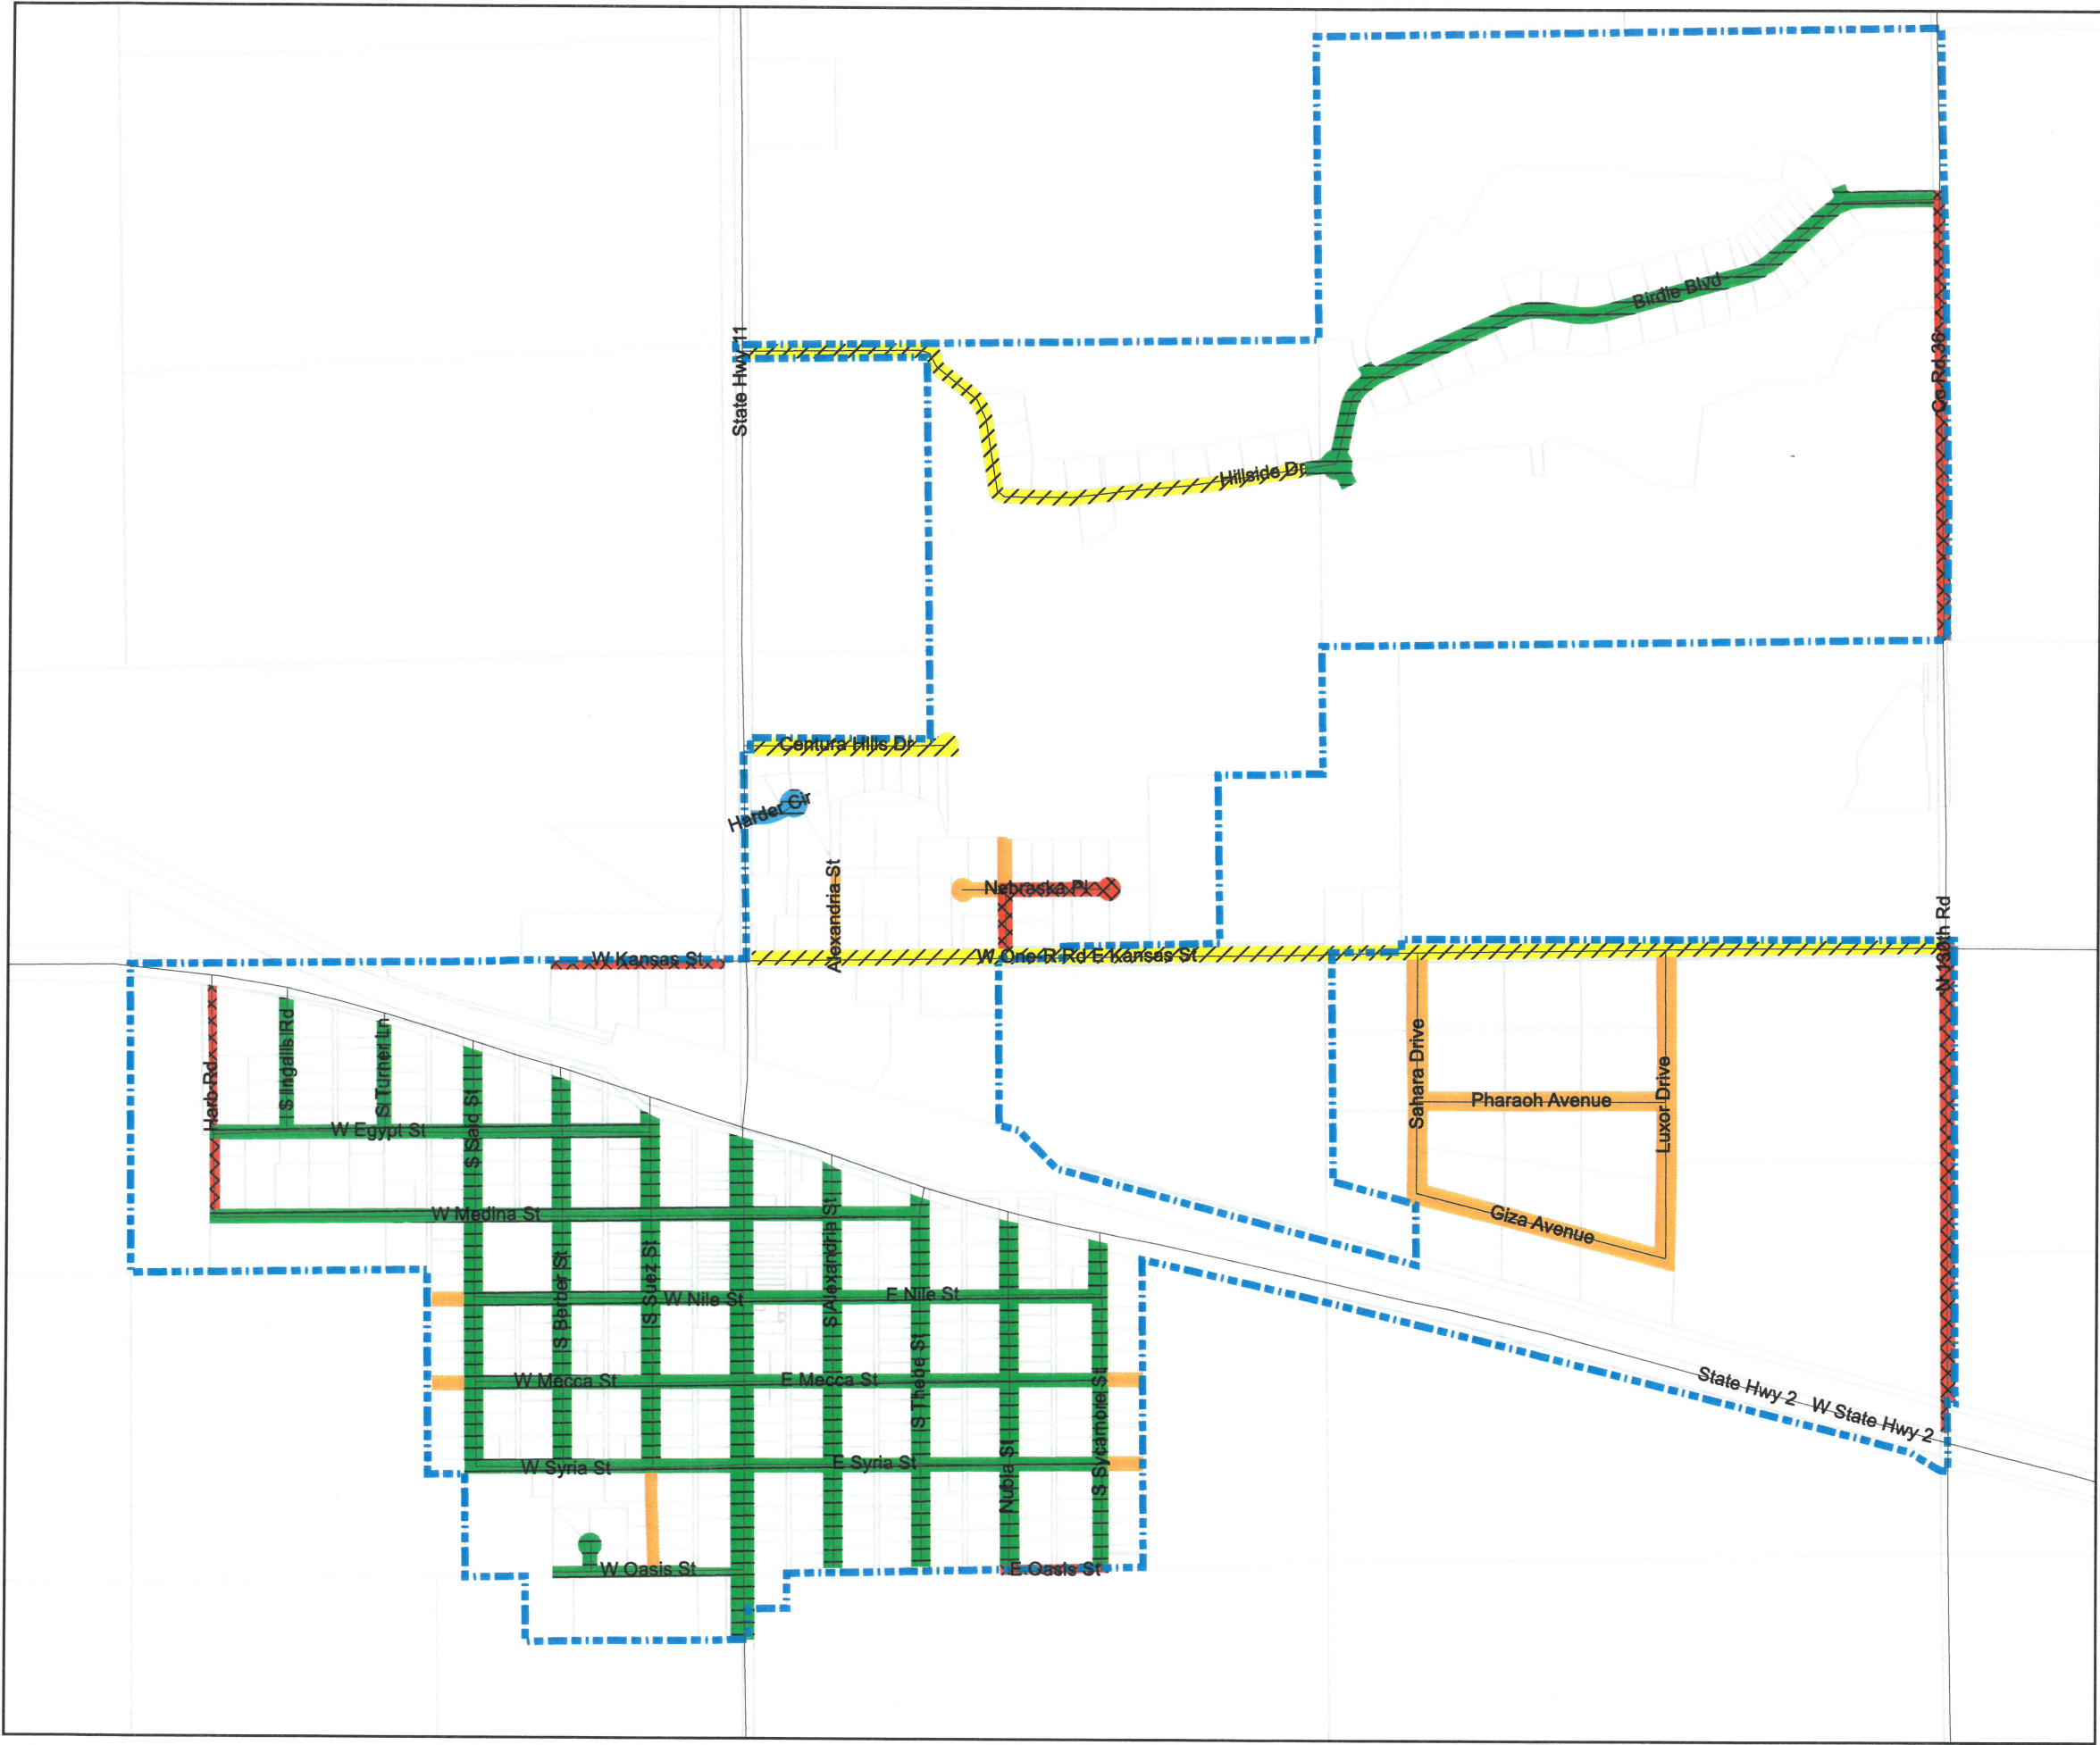 Birdie Blvd
State Hwy 11
Co Rd 36
Hillside Dr
Centura Hills Dr
Harder Cir
Alexandria St
Nebraska Pl
N 130th Rd
W Kansas St
W One-R Rd E Kansas St
Harb Rd
S Ingalls Rd
S Turner Ln
S Said St
W Egypt St
Sahara Drive
Pharaoh Avenue
Luxor Drive
Giza Avenue
W Medina St
S Berber St
S Suez St
S Alexandria St
W Nile St
E Nile St
S Thebe St
W Mecca St
E Mecca St
S Sycamore St
State Hwy 2
W State Hwy 2
W Syria St
E Syria St
Nubia St
W Oasis St
E Oasis St